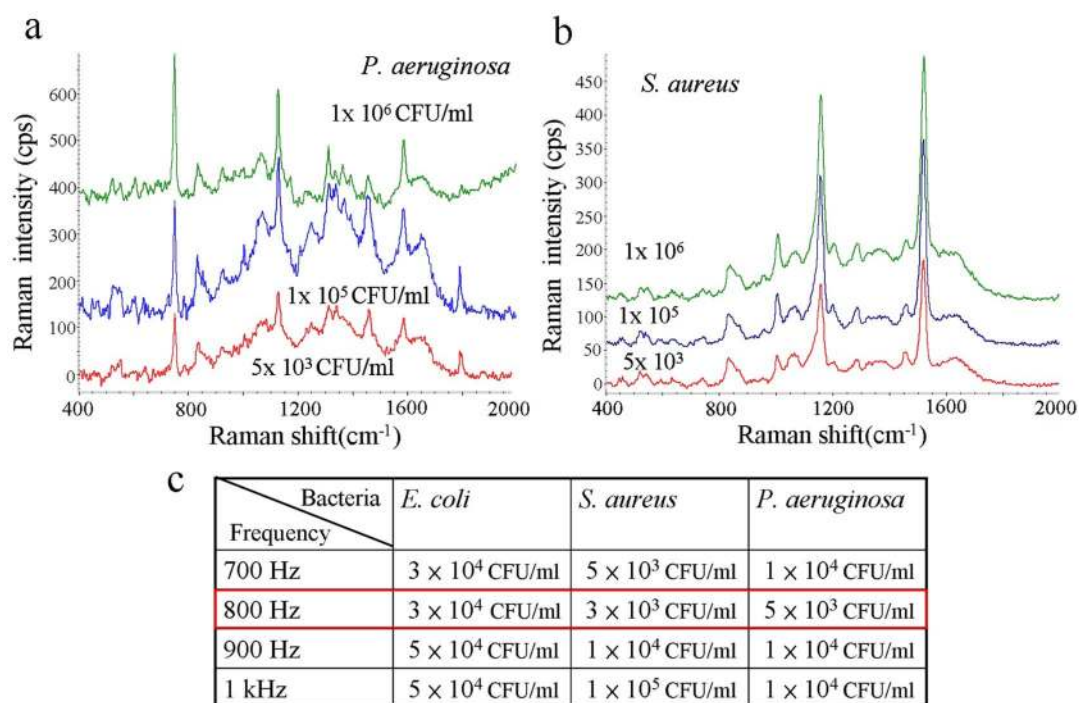 a
P. aeruginosa
1x 10⁶ CFU/ml
1x 10⁵ CFU/ml
5x 10³ CFU/ml
Raman intensity (cps)
600
500
400
300
200
100
0
400 800 1200 1600 2000
Raman shift(cm⁻¹)
b
S. aureus
1x 10⁶
1x 10⁵
5x 10³
Raman intensity (cps)
450
400
350
300
250
200
150
100
50
0
400 800 1200 1600 2000
Raman shift(cm⁻¹)
c
Bacteria E. coli S. aureus P. aeruginosa
Frequency
700 Hz 3 × 10⁴ CFU/ml 5 × 10³ CFU/ml 1 × 10⁴ CFU/ml
800 Hz 3 × 10⁴ CFU/ml 3 × 10³ CFU/ml 5 × 10³ CFU/ml
900 Hz 5 × 10⁴ CFU/ml 1 × 10⁴ CFU/ml 1 × 10⁴ CFU/ml
1 kHz 5 × 10⁴ CFU/ml 1 × 10⁵ CFU/ml 1 × 10⁴ CFU/ml